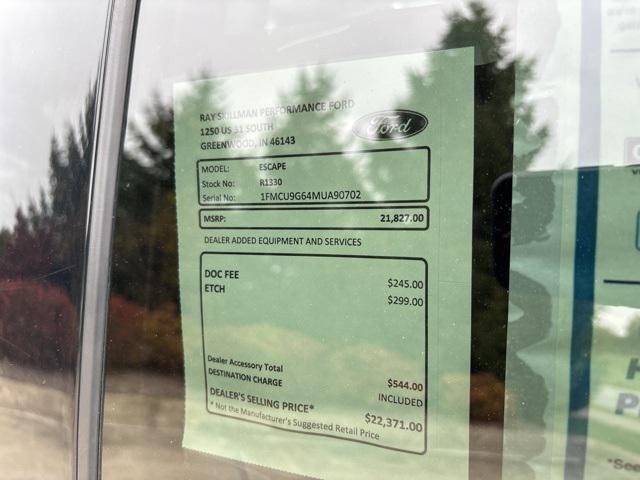 RAY SKILLMAN PERFORMANCE FORD
1250 US 31 SOUTH
GREENWOOD, IN 46143
Ford
MODEL: ESCAPE
Stock No: R1330
Serial No: 1FMCU9G64MUA90702
MSRP: 21,827.00
DEALER ADDED EQUIPMENT AND SERVICES
DOC FEE $245.00
ETCH $299.00
Dealer Accessory Total $544.00
DESTINATION CHARGE INCLUDED
DEALER'S SELLING PRICE* $22,371.00
* Not the Manufacturer's Suggested Retail Price
*See